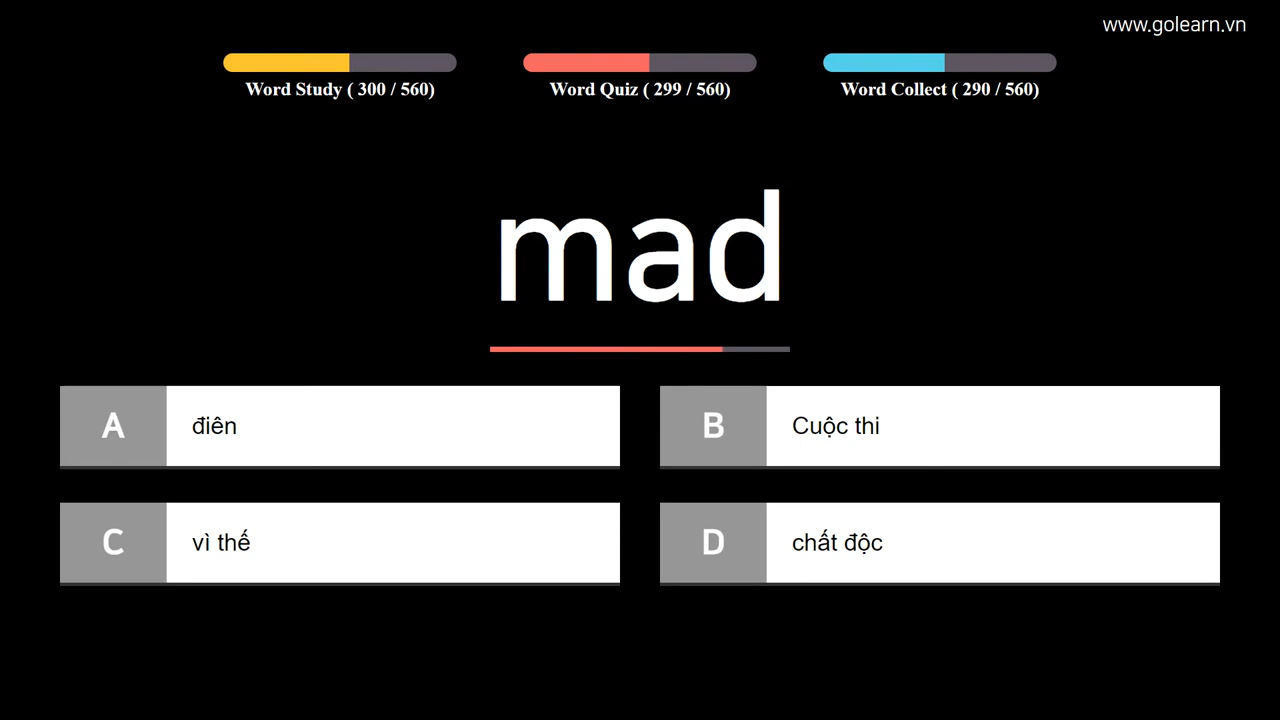 www.golearn.vn
Word Study ( 300 / 560)
Word Quiz ( 299 / 560)
Word Collect ( 290 / 560)
mad
A điên
B Cuộc thi
C vì thế
D chất độc